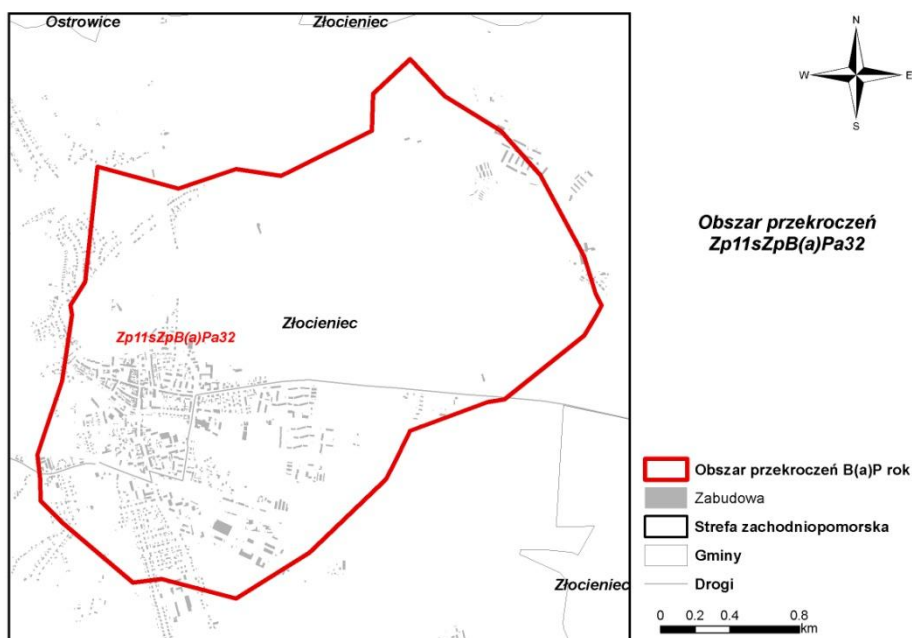 Ostrowice
Złocieniec
N
W
E
S
Obszar przekroczeń
Zp11sZpB(a)Pa32
Złocieniec
Zp11sZpB(a)Pa32
Obszar przekroczeń B(a)P rok
Zabudowa
Strefa zachodniopomorska
Gminy
Złocieniec
Drogi
0 0.2 0.4 0.8
km